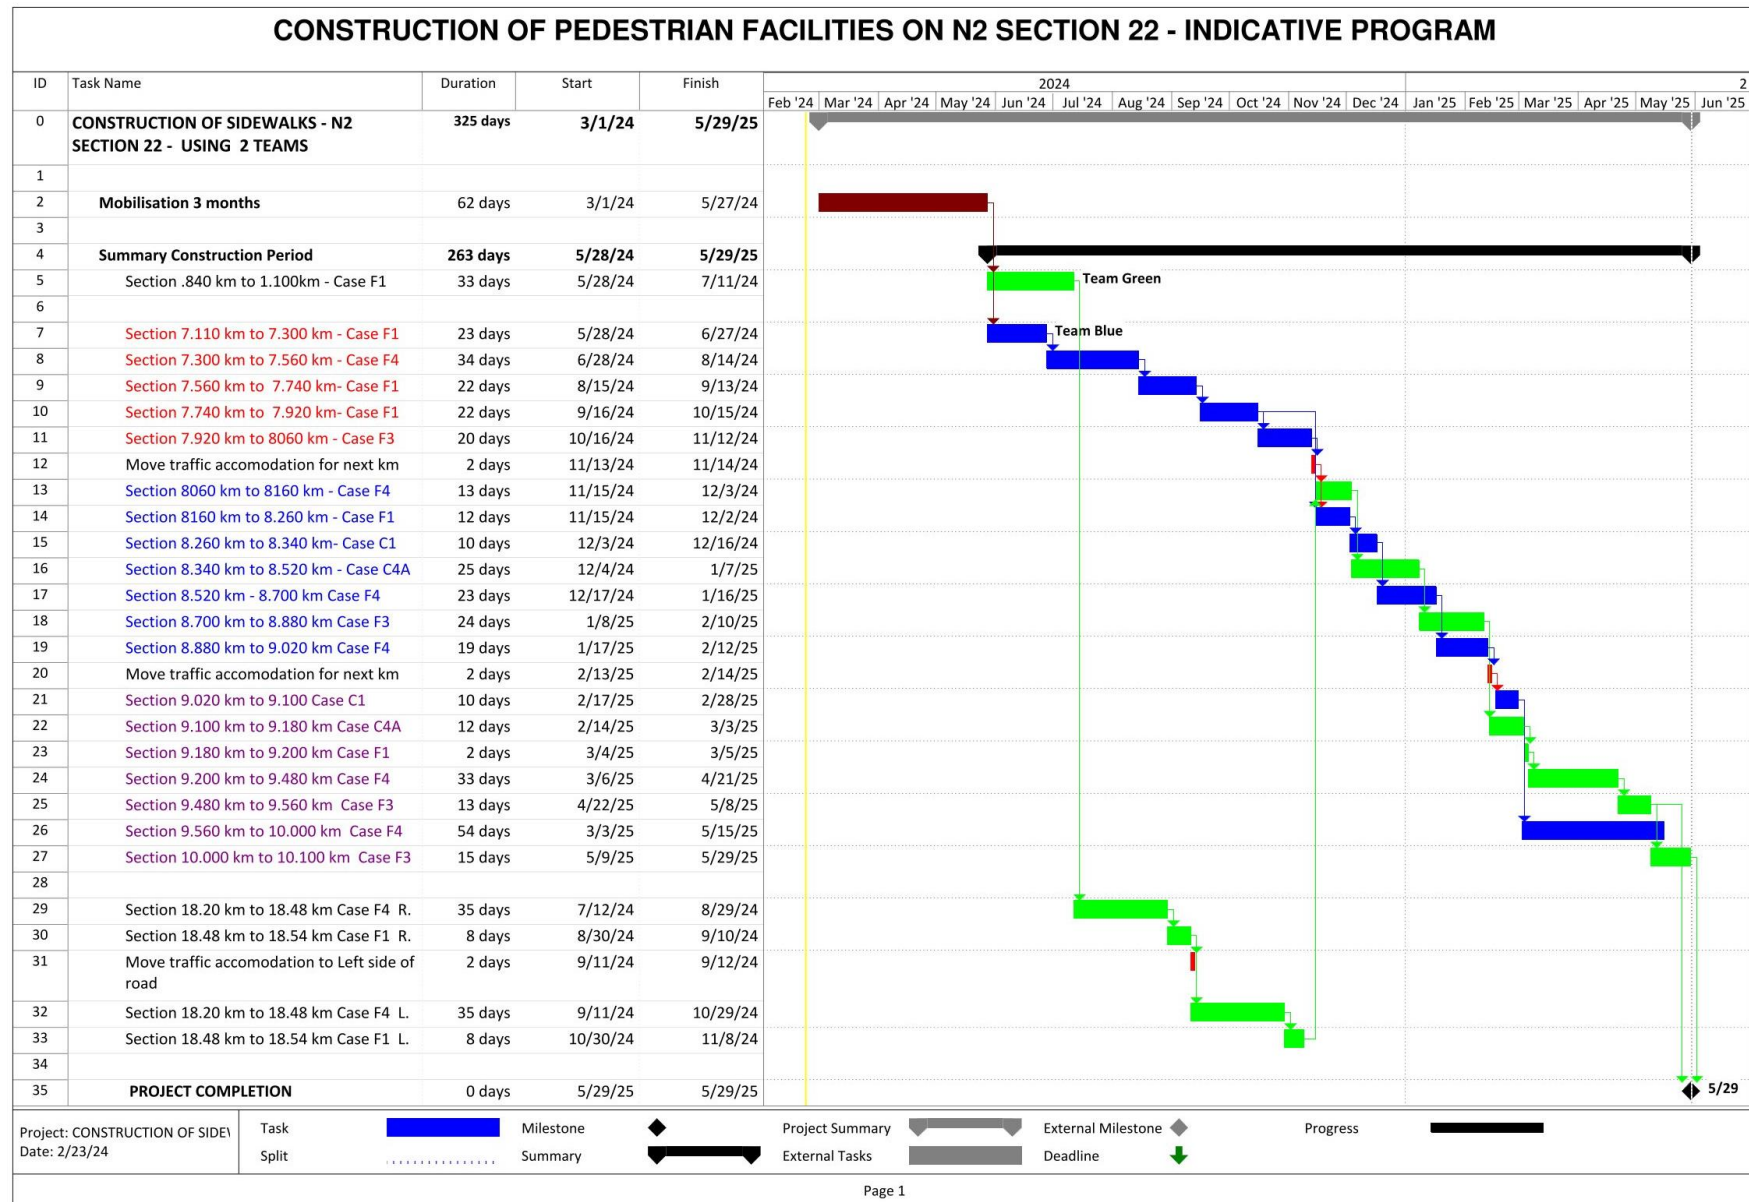 CONSTRUCTION OF PEDESTRIAN FACILITIES ON N2 SECTION 22 - INDICATIVE PROGRAM
ID Task Name Duration Start Finish 2024 2
Feb '24 Mar '24 Apr '24 May '24 Jun '24 Jul '24 Aug '24 Sep '24 Oct '24 Nov '24 Dec '24 Jan '25 Feb '25 Mar '25 Apr '25 May '25 Jun '25
0 CONSTRUCTION OF SIDEWALKS - N2 325 days 3/1/24 5/29/25
SECTION 22 - USING 2 TEAMS
1
2 Mobilisation 3 months 62 days 3/1/24 5/27/24
3
4 Summary Construction Period 263 days 5/28/24 5/29/25
5 Section .840 km to 1.100km - Case F1 33 days 5/28/24 7/11/24 Team Green
6
7 Section 7.110 km to 7.300 km - Case F1 23 days 5/28/24 6/27/24 Team Blue
8 Section 7.300 km to 7.560 km - Case F4 34 days 6/28/24 8/14/24
9 Section 7.560 km to 7.740 km- Case F1 22 days 8/15/24 9/13/24
10 Section 7.740 km to 7.920 km- Case F1 22 days 9/16/24 10/15/24
11 Section 7.920 km to 8060 km - Case F3 20 days 10/16/24 11/12/24
12 Move traffic accomodation for next km 2 days 11/13/24 11/14/24
13 Section 8060 km to 8160 km - Case F4 13 days 11/15/24 12/3/24
14 Section 8160 km to 8.260 km - Case F1 12 days 11/15/24 12/2/24
15 Section 8.260 km to 8.340 km- Case C1 10 days 12/3/24 12/16/24
16 Section 8.340 km to 8.520 km - Case C4A 25 days 12/4/24 1/7/25
17 Section 8.520 km - 8.700 km Case F4 23 days 12/17/24 1/16/25
18 Section 8.700 km to 8.880 km Case F3 24 days 1/8/25 2/10/25
19 Section 8.880 km to 9.020 km Case F4 19 days 1/17/25 2/12/25
20 Move traffic accomodation for next km 2 days 2/13/25 2/14/25
21 Section 9.020 km to 9.100 Case C1 10 days 2/17/25 2/28/25
22 Section 9.100 km to 9.180 km Case C4A 12 days 2/14/25 3/3/25
23 Section 9.180 km to 9.200 km Case F1 2 days 3/4/25 3/5/25
24 Section 9.200 km to 9.480 km Case F4 33 days 3/6/25 4/21/25
25 Section 9.480 km to 9.560 km Case F3 13 days 4/22/25 5/8/25
26 Section 9.560 km to 10.000 km Case F4 54 days 3/3/25 5/15/25
27 Section 10.000 km to 10.100 km Case F3 15 days 5/9/25 5/29/25
28
29 Section 18.20 km to 18.48 km Case F4 R. 35 days 7/12/24 8/29/24
30 Section 18.48 km to 18.54 km Case F1 R. 8 days 8/30/24 9/10/24
31 Move traffic accomodation to Left side of 2 days 9/11/24 9/12/24
road
32 Section 18.20 km to 18.48 km Case F4 L. 35 days 9/11/24 10/29/24
33 Section 18.48 km to 18.54 km Case F1 L. 8 days 10/30/24 11/8/24
34
35 PROJECT COMPLETION 0 days 5/29/25 5/29/25 5/29
Project: CONSTRUCTION OF SIDEW
Date: 2/23/24
Task Milestone Project Summary External Milestone Progress
Split Summary External Tasks Deadline
Page 1